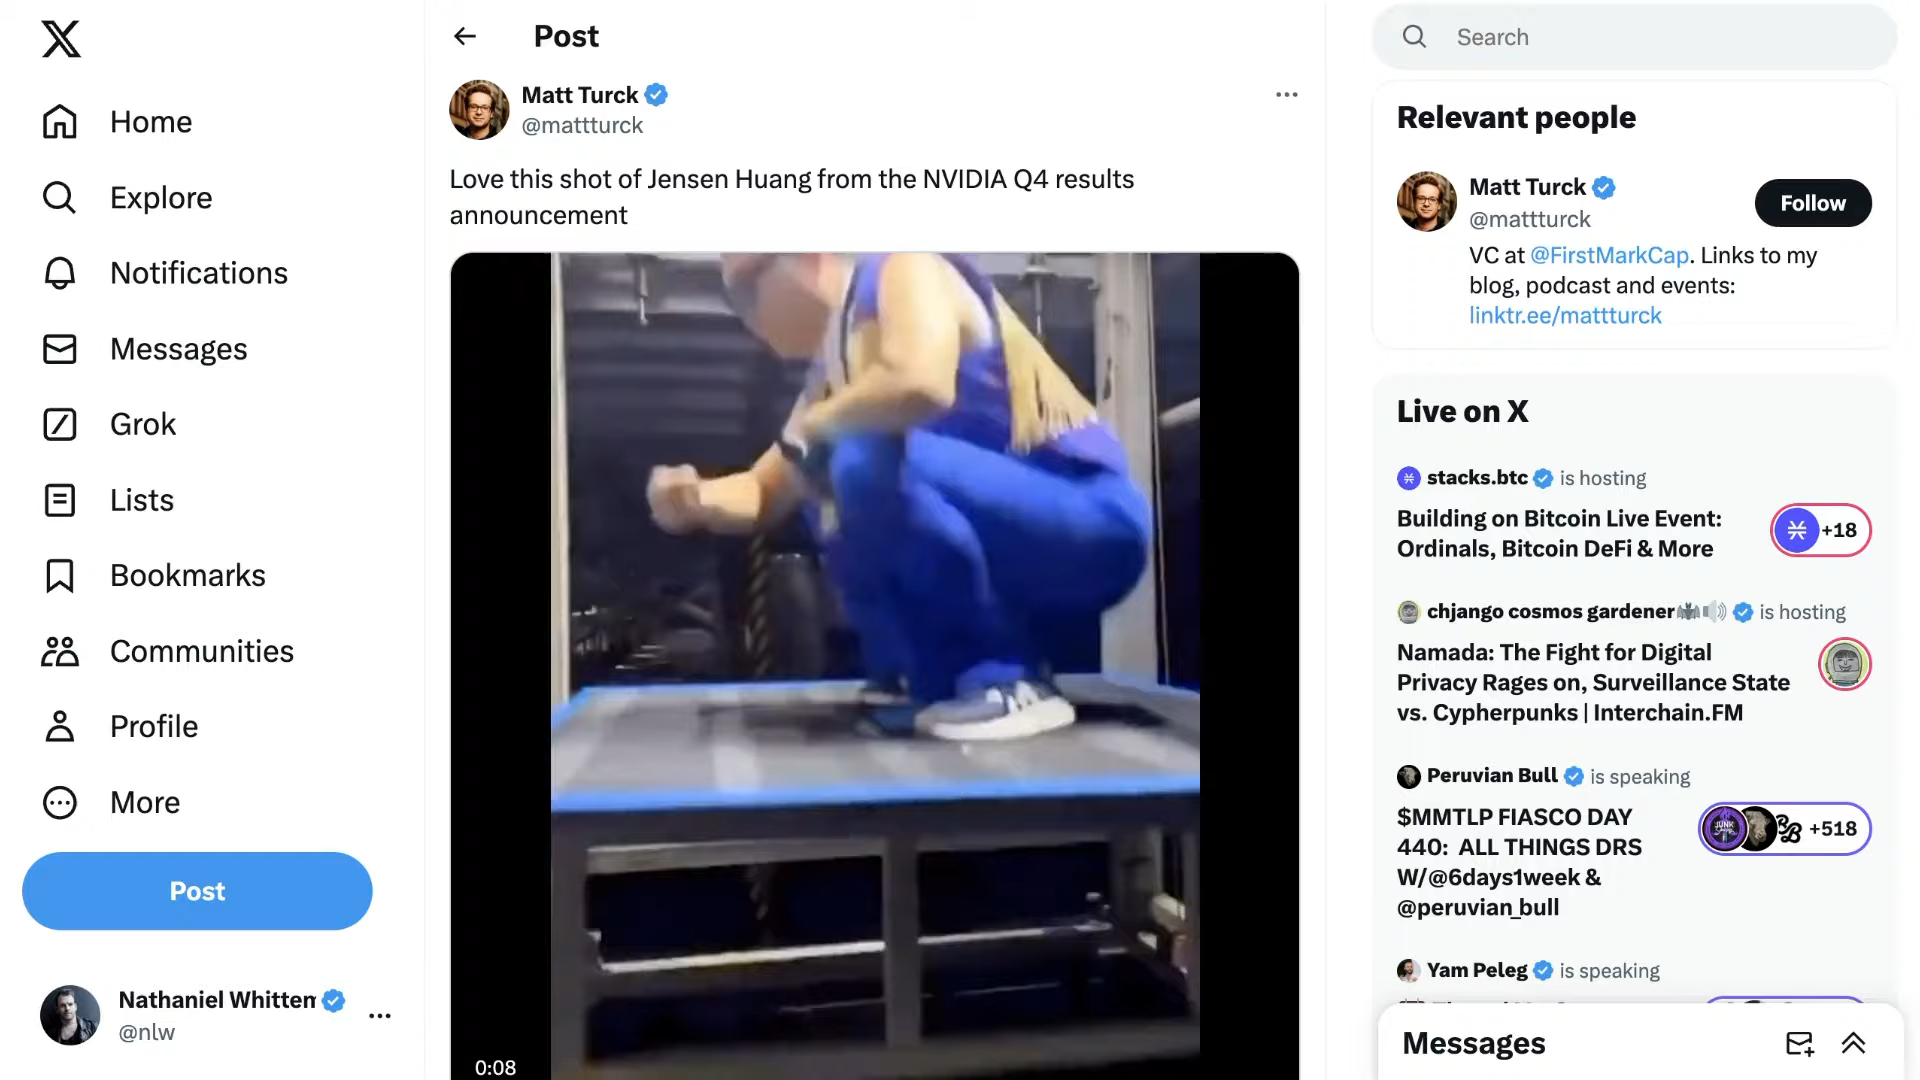 Home
Explore
Notifications
Messages
Grok
Lists
Bookmarks
Communities
Profile
More
Post
Nathaniel Whitten
@nlw
Post
Matt Turck
@mattturck
Love this shot of Jensen Huang from the NVIDIA Q4 results
announcement
0:08
Search
Relevant people
Matt Turck
@mattturck
Follow
VC at @FirstMarkCap. Links to my
blog, podcast and events:
linktr.ee/mattturck
Live on X
stacks.btc is hosting
Building on Bitcoin Live Event:
Ordinals, Bitcoin DeFi & More
+18
chjango cosmos gardener is hosting
Namada: The Fight for Digital
Privacy Rages on, Surveillance State
vs. Cypherpunks | Interchain.FM
Peruvian Bull is speaking
$MMTLP FIASCO DAY
440: ALL THINGS DRS
W/@6days1week &
@peruvian_bull
+518
Yam Peleg is speaking
Messages